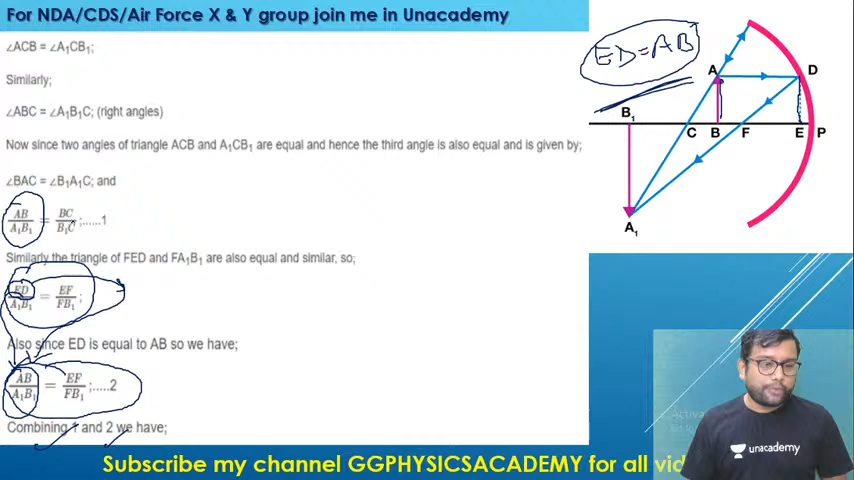 For NDA/CDS/Air Force X & Y group join me in Unacademy
∠ACB = ∠A₁CB₁;
Similarly;
∠ABC = ∠A₁B₁C; (right angles)
Now since two angles of triangle ACB and A₁CB₁ are equal and hence the third angle is also equal and is given by;
∠BAC = ∠B₁A₁C; and
AB/A₁B₁ = BC/B₁C;.....1
Similarly the triangle of FED and FA₁B₁ are also equal and similar, so;
ED/A₁B₁ = EF/FB₁;
Also since ED is equal to AB so we have;
AB/A₁B₁ = EF/FB₁;.....2
Combining 1 and 2 we have;
ED=AB
A
D
B₁
C
B
F
E
P
A₁
Activa
unacademy
Subscribe my channel GGPHYSICSACADEMY for all vid